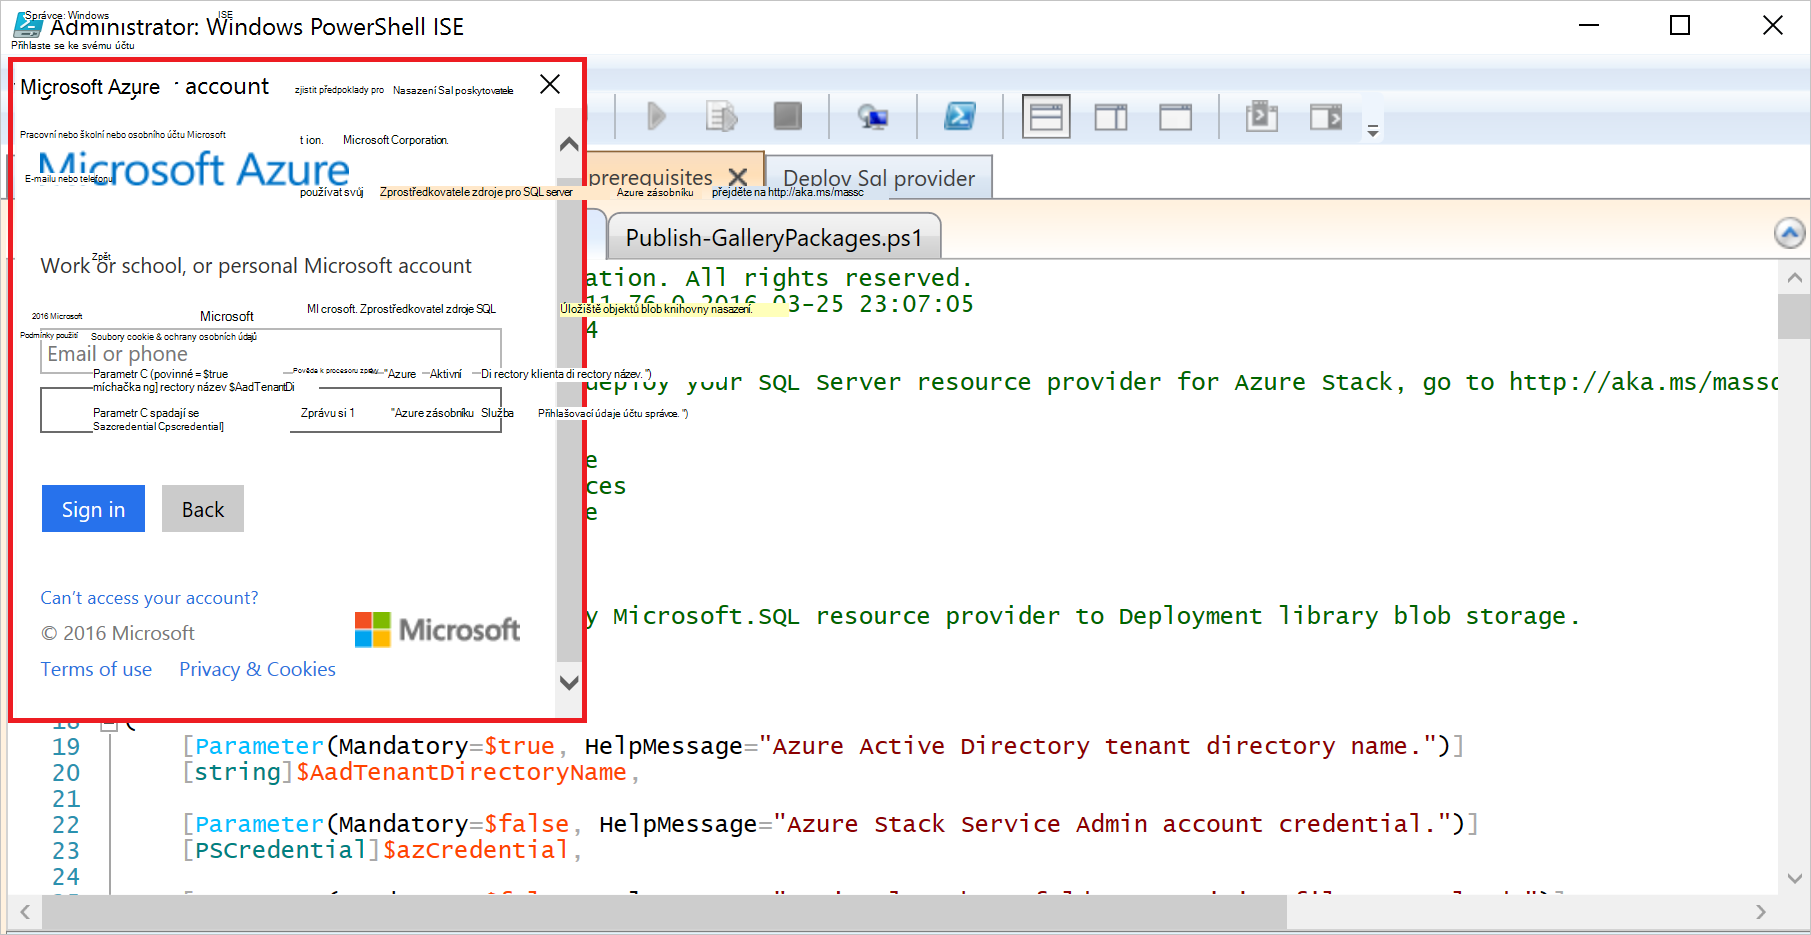 Správce: Windows ISE
Administrator: Windows PowerShell ISE
Přihlaste se ke svému účtu
Microsoft Azure account
zjistit předpoklady pro Nasazení Sal poskytovatele
Pracovní nebo školní nebo osobního účtu Microsoft
t ion. Microsoft Corporation.
Microsoft Azure
E-mailu nebo telefonu
prerequisites
Deploy Sql provider
používat svůj Zprostředkovatele zdroje pro SQL server Azure zásobníku přejděte na http://aka.ms/massc
Publish-GalleryPackages.ps1
Zpět
Work or school, or personal Microsoft account
ation. All rights reserved.
11.76.0 2016-03-25 23:07:05
2016 Microsoft Microsoft MI crosoft. Zprostředkovatel zdroje SQL Úložiště objektů blob knihovny nasazení.
4
Podmínky použití Soubory cookie & ochrany osobních údajů
Email or phone
Parametr C (povinné = $true "Azure Aktivní Di rectory klienta di rectory název. ")
míchačka ng] rectory název $AadTenantDi
deploy your SQL Server resource provider for Azure Stack, go to http://aka.ms/massc
Parametr C spadají se Zprávu si 1 "Azure zásobníku Služba Přihlašovací údaje účtu správce. ")
Sazcredential Cpscredential]
e
ces
e
Sign in
Back
Can't access your account?
© 2016 Microsoft
Microsoft
y Microsoft.SQL resource provider to Deployment library blob storage.
Terms of use Privacy & Cookies
18 (
19 [Parameter(Mandatory=$true, HelpMessage="Azure Active Directory tenant directory name.")]
20 [string]$AadTenantDirectoryName,
21
22 [Parameter(Mandatory=$false, HelpMessage="Azure Stack Service Admin account credential.")]
23 [PSCredential]$azCredential,
24